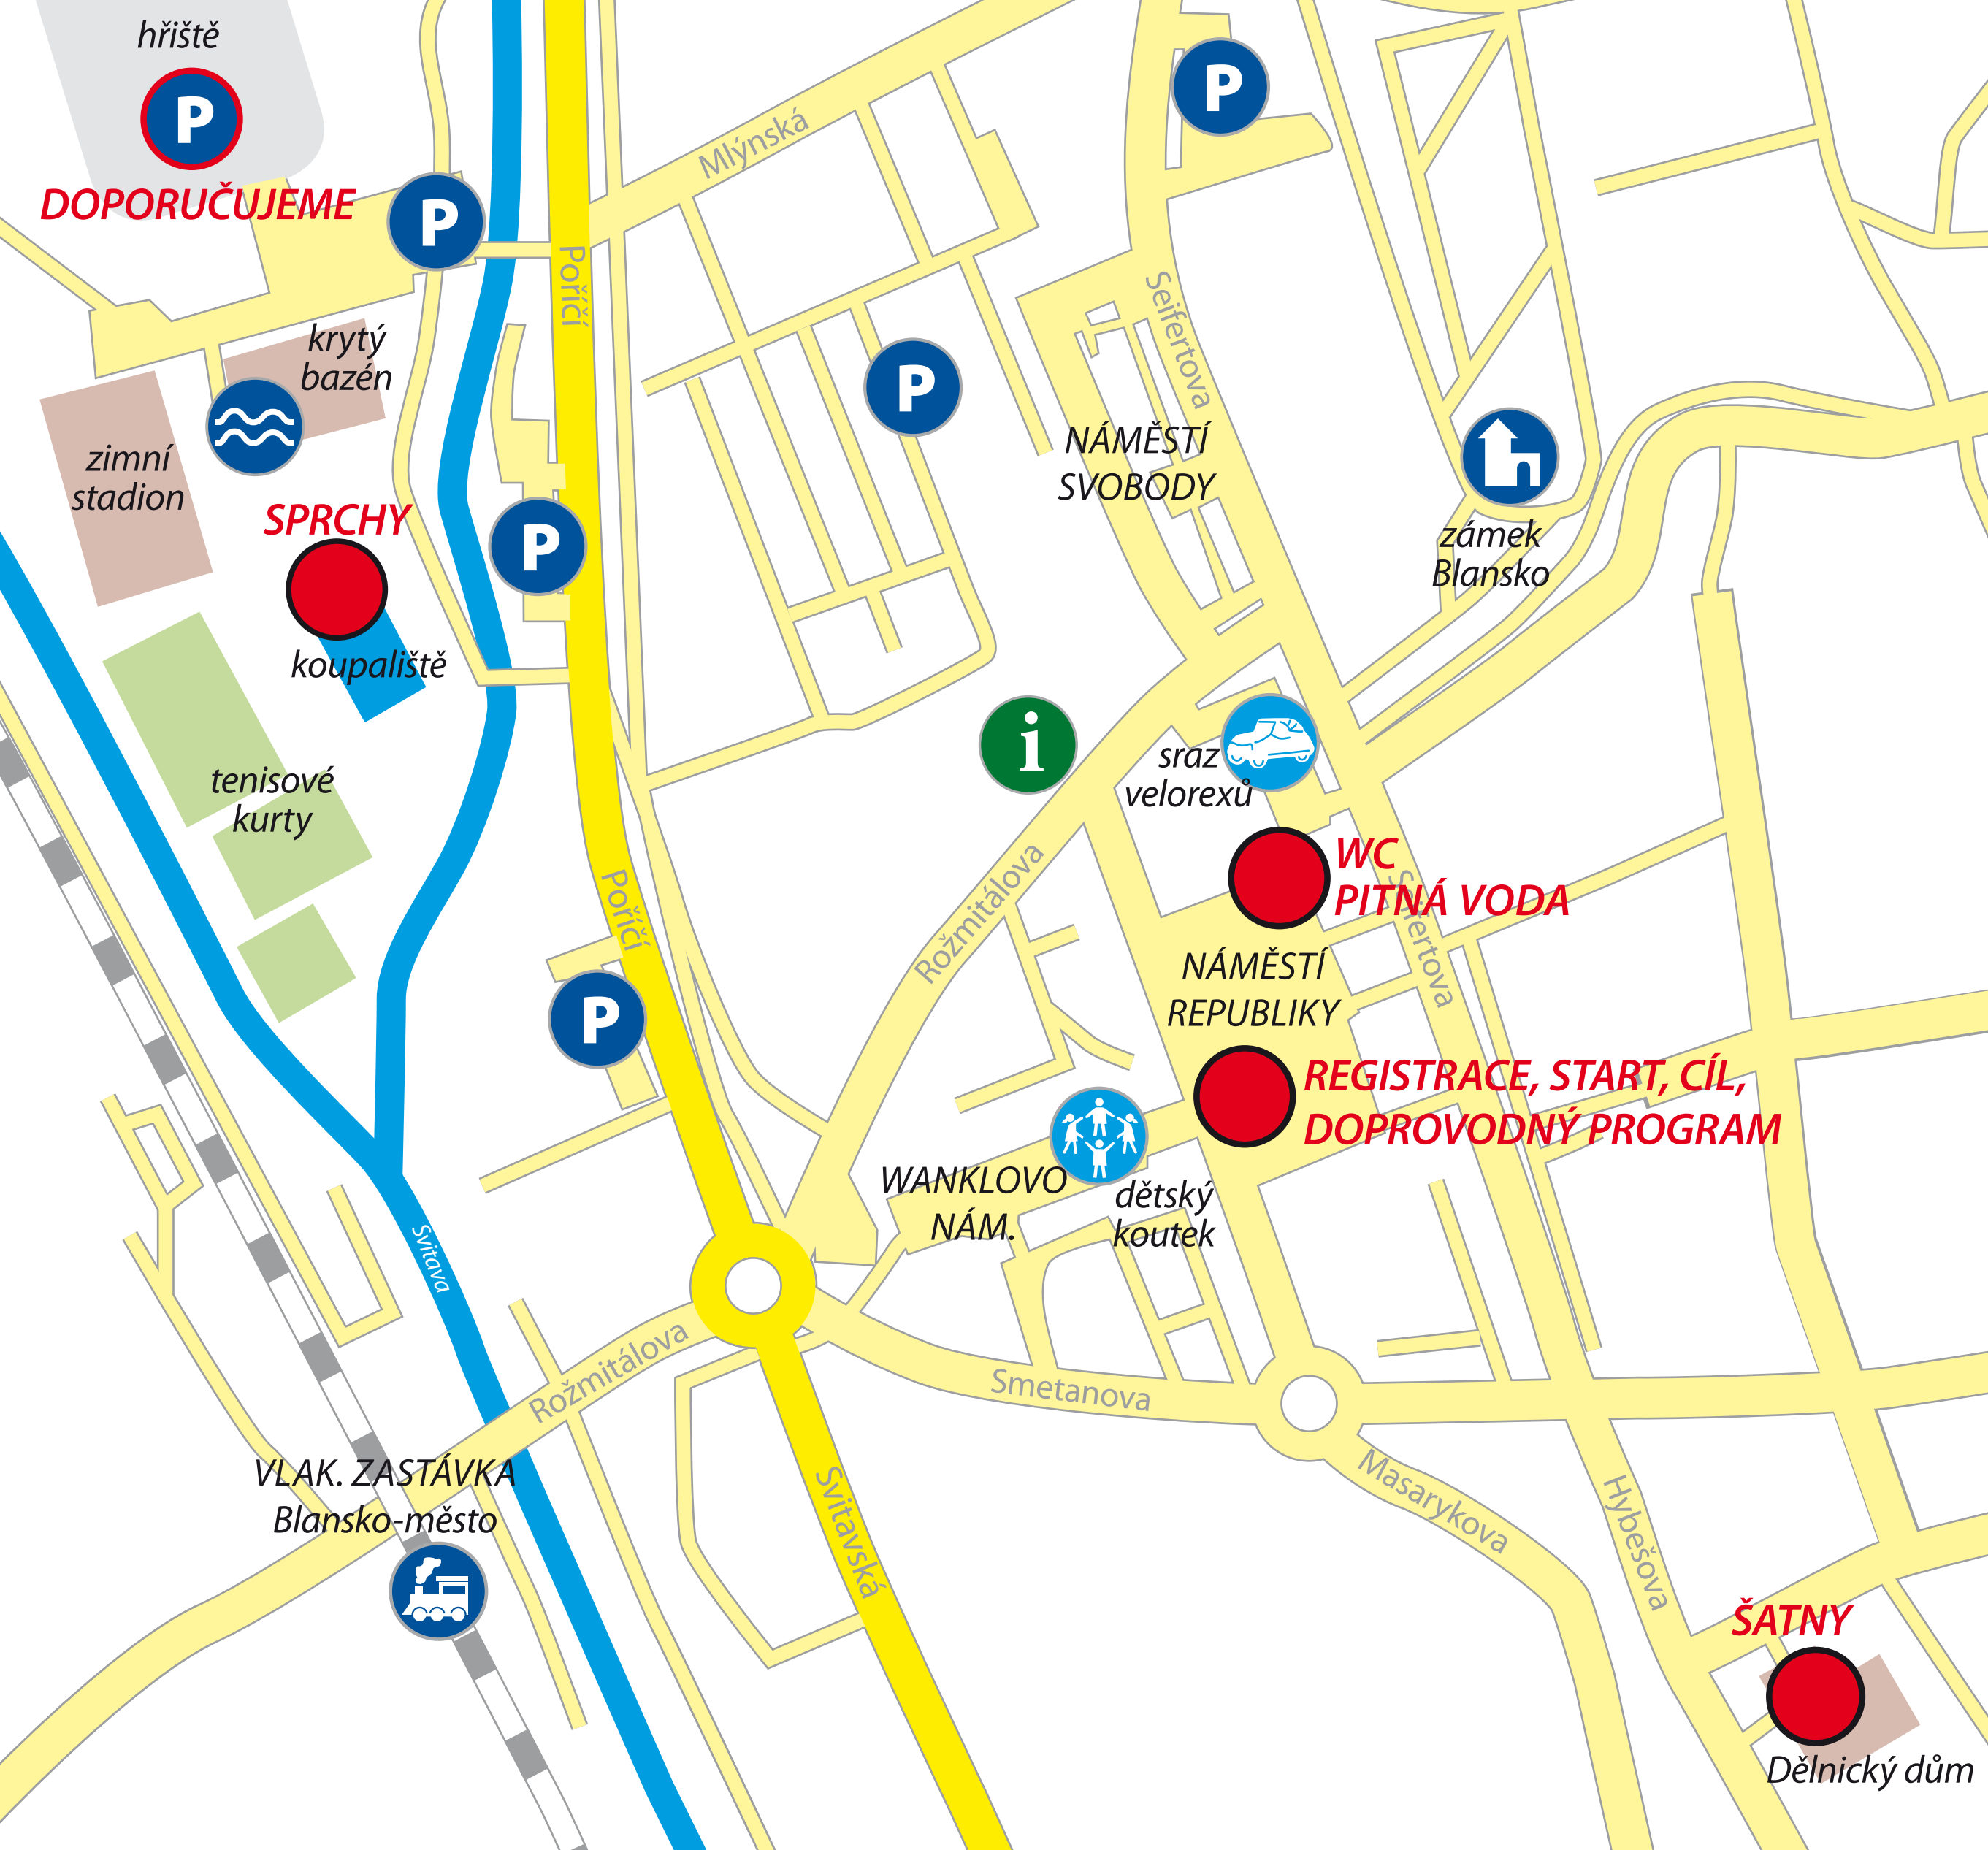 hřiště
P
DOPORUČUJEME
P
P
Mlýnská
Poříčí
Seifertova
krytý
bazén
P
zimní
stadion
NÁMĚSTÍ
SVOBODY
SPRCHY
P
zámek
Blansko
koupaliště
i
sraz
velorexů
tenisové
kurty
WC
PITNÁ VODA
Poříčí
Rožmitálova
Seifertova
P
NÁMĚSTÍ
REPUBLIKY
REGISTRACE, START, CÍL,
DOPROVODNÝ PROGRAM
WANKLOVO
NÁM.
dětský
koutek
Svitava
Rožmitálova
Smetanova
VLAK. ZASTÁVKA
Blansko-město
Svitavská
Masarykova
Hybešova
ŠATNY
Dělnický dům